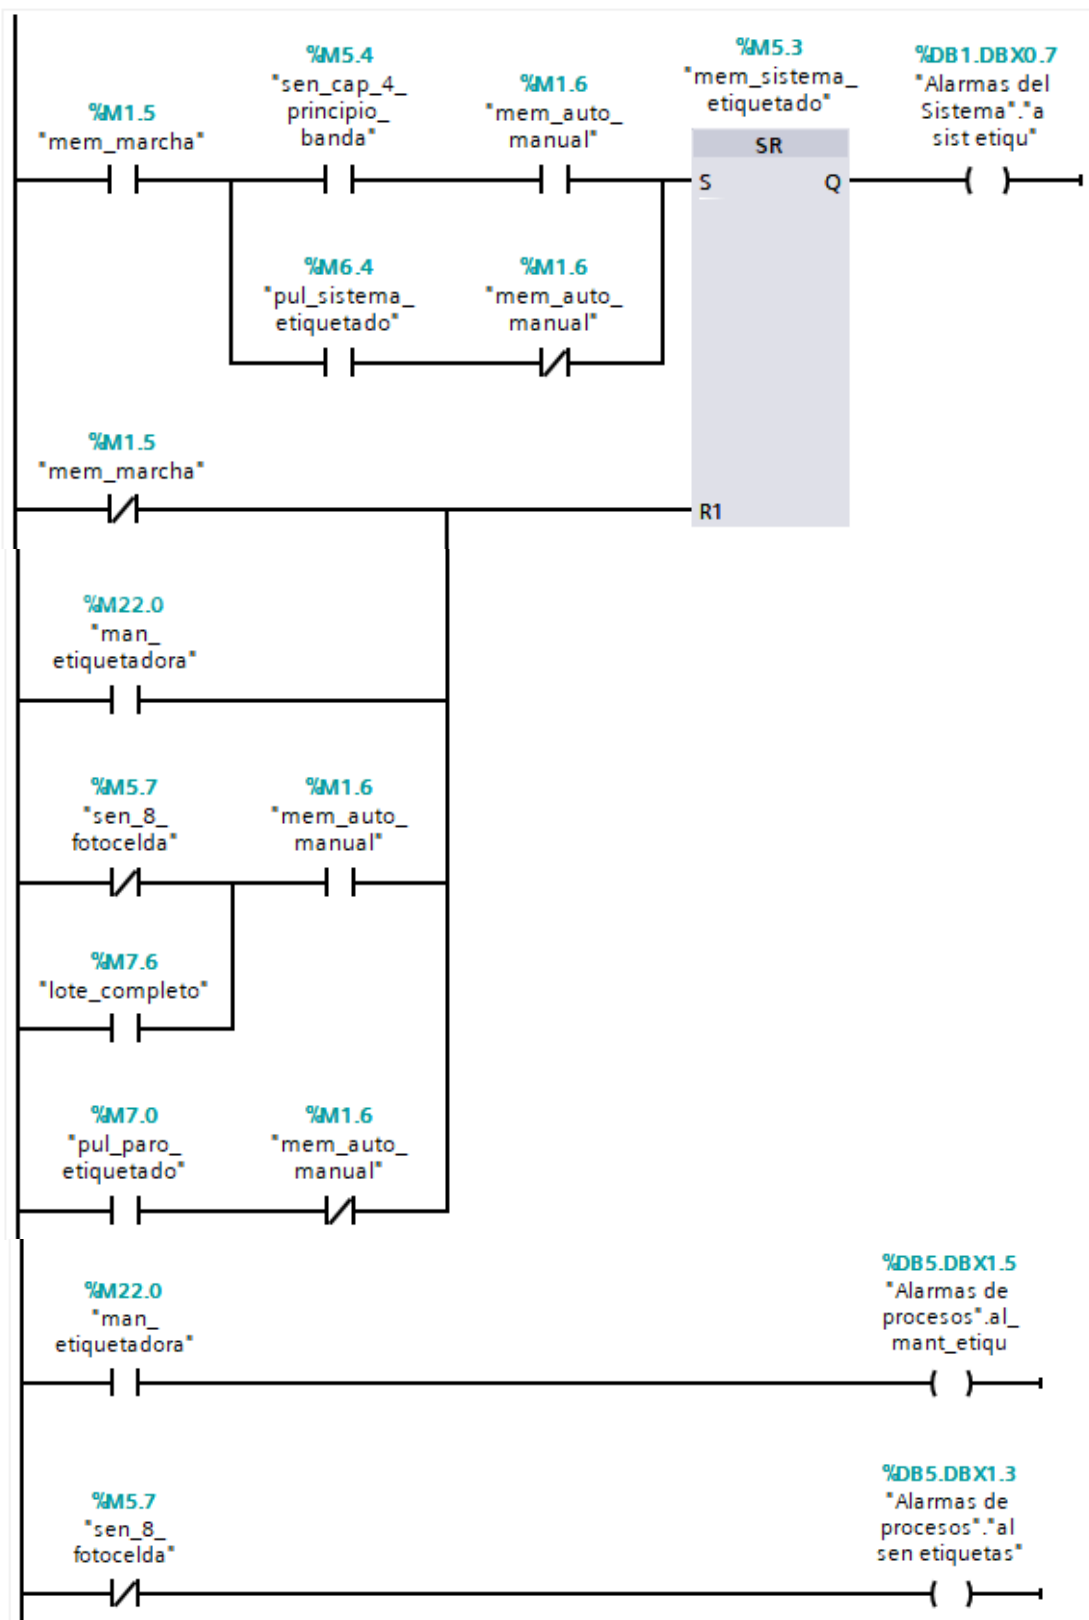 %M5.4
"sen_cap_4_
principio_
banda"
%M1.6
"mem_auto_
manual"
%M5.3
"mem_sistema_
etiquetado"
%DB1.DBX0.7
"Alarmas del
Sistema"."a
sist etiqu"
%M1.5
"mem_marcha"
SR
S
Q
%M6.4
"pul_sistema_
etiquetado"
%M1.6
"mem_auto_
manual"
%M1.5
"mem_marcha"
R1
%M22.0
"man_
etiquetadora"
%M5.7
"sen_8_
fotocelda"
%M1.6
"mem_auto_
manual"
%M7.6
"lote_completo"
%M7.0
"pul_paro_
etiquetado"
%M1.6
"mem_auto_
manual"
%M22.0
"man_
etiquetadora"
%DB5.DBX1.5
"Alarmas de
procesos".al_
mant_etiqu
%M5.7
"sen_8_
fotocelda"
%DB5.DBX1.3
"Alarmas de
procesos"."al
sen etiquetas"